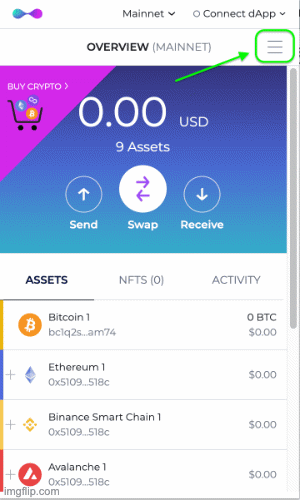 Mainnet Connect dApp
OVERVIEW (MAINNET)
BUY CRYPTO
0.00 USD
9 Assets
Send Swap Receive
ASSETS NFTS (0) ACTIVITY
Bitcoin 1 0 BTC
bc1q2s...am74 $0.00
Ethereum 1
0x5109...518c $0.00
Binance Smart Chain 1
0x5109...518c $0.00
Avalanche 1
0x5109...518c $0.00
imgflip.com